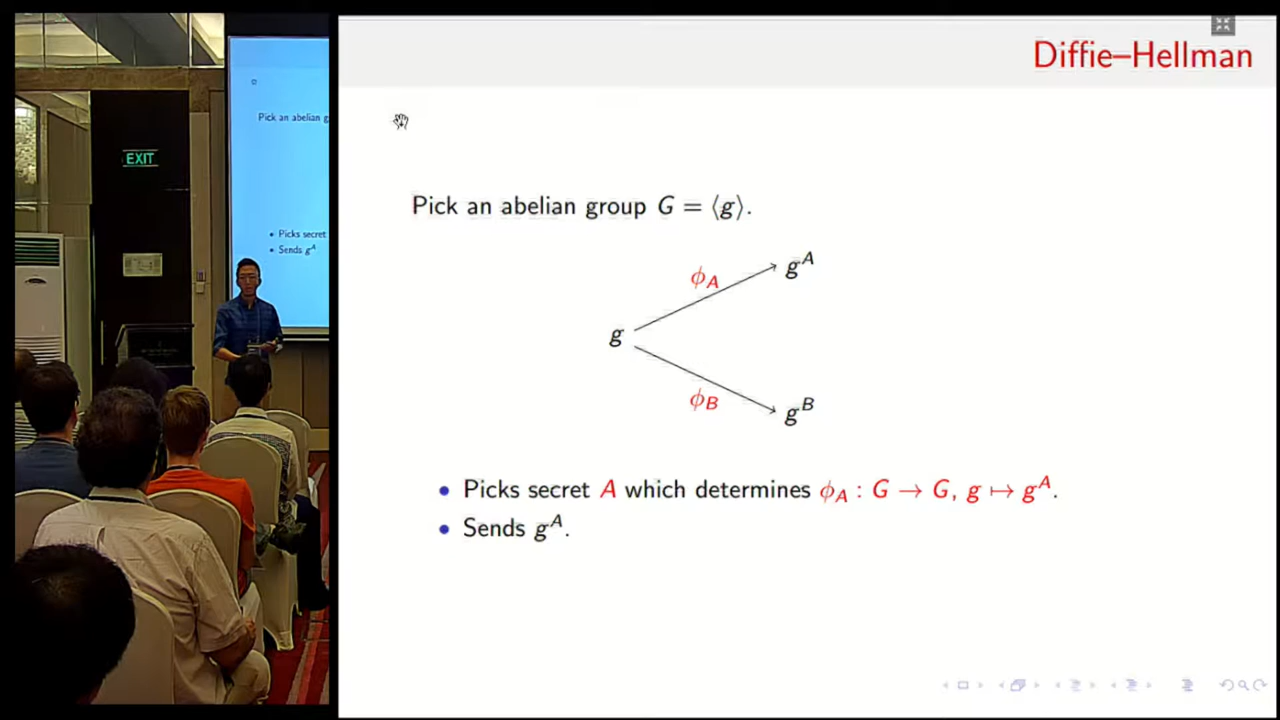 Diffie–Hellman
Pick an abelian group G = ⟨g⟩.
ϕ_A
g^A
g
ϕ_B
g^B
• Picks secret A which determines ϕ_A : G → G, g ↦ g^A.
• Sends g^A.
EXIT
Pick an abelian g
• Picks secret
• Sends g^A